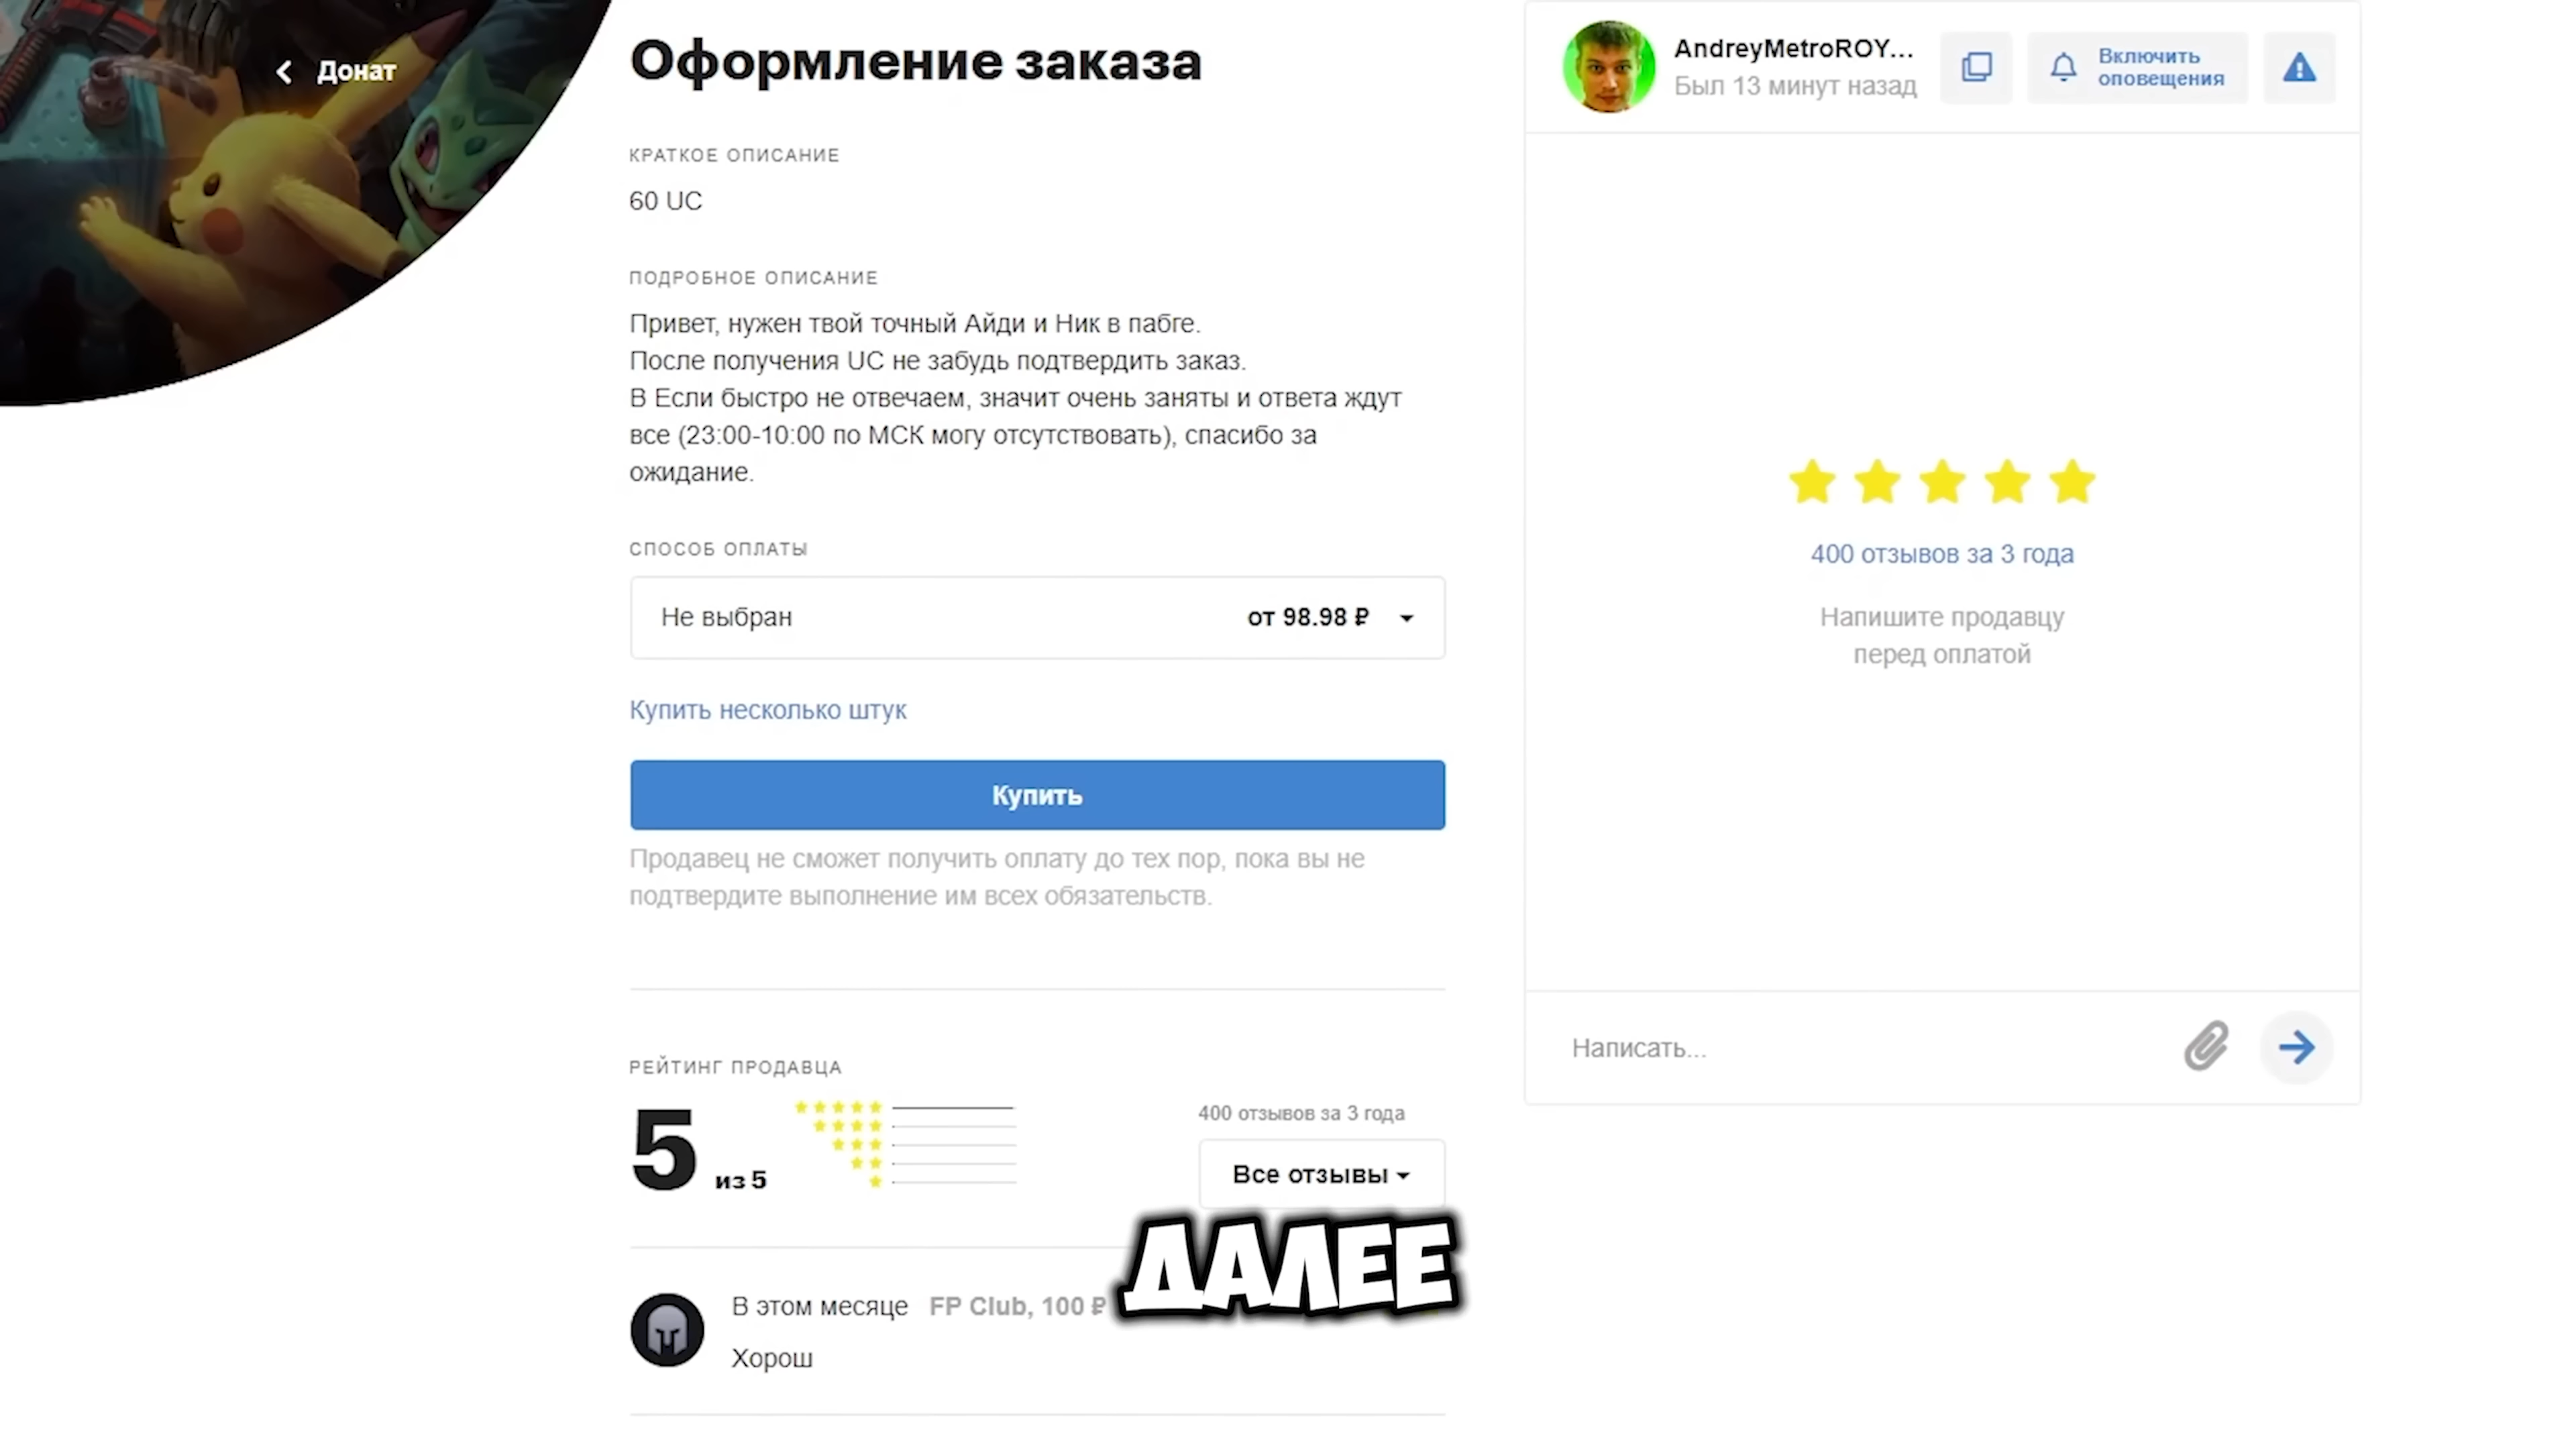 Донат
Оформление заказа
КРАТКОЕ ОПИСАНИЕ
60 UC
ПОДРОБНОЕ ОПИСАНИЕ
Привет, нужен твой точный Айди и Ник в пабге.
После получения UC не забудь подтвердить заказ.
В Если быстро не отвечаем, значит очень заняты и ответа ждут
все (23:00-10:00 по МСК могу отсутствовать), спасибо за
ожидание.
СПОСОБ ОПЛАТЫ
Не выбран от 98.98 ₽
Купить несколько штук
Купить
Продавец не сможет получить оплату до тех пор, пока вы не
подтвердите выполнение им всех обязательств.
РЕЙТИНГ ПРОДАВЦА
5 из 5
400 отзывов за 3 года
Все отзывы
ДАЛЕЕ
В этом месяце FP Club, 100 ₽
Хорош
AndreyMetroROY...
Был 13 минут назад
Включить
оповещения
400 отзывов за 3 года
Напишите продавцу
перед оплатой
Написать...